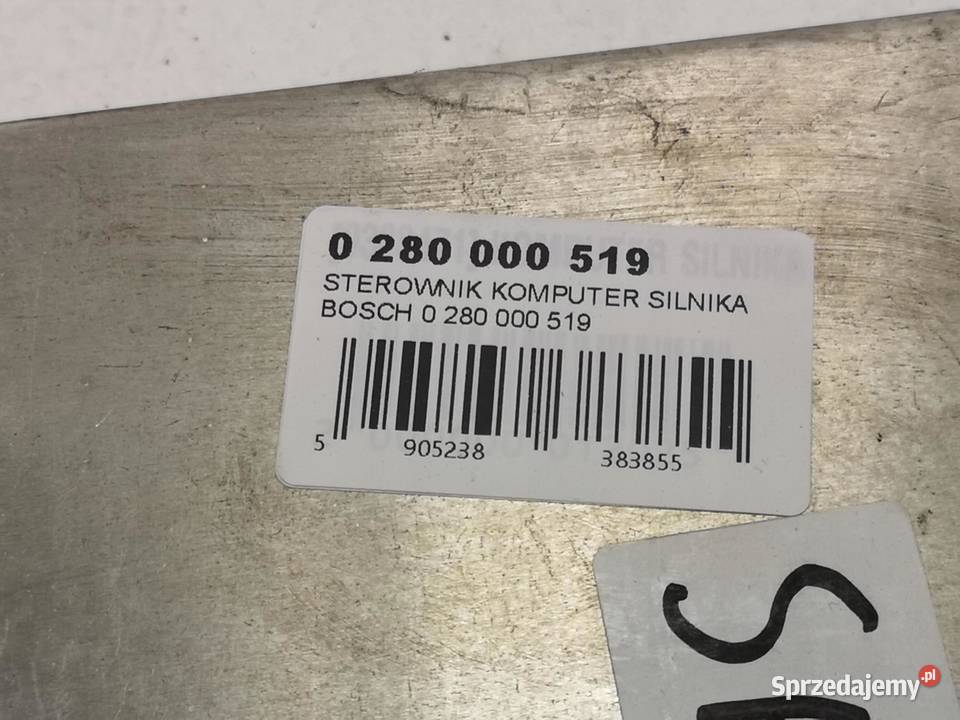 0 280 000 519
STEROWNIK KOMPUTER SILNIKA
BOSCH 0 280 000 519
5 905238 383855
S
Sprzedajemy.pl